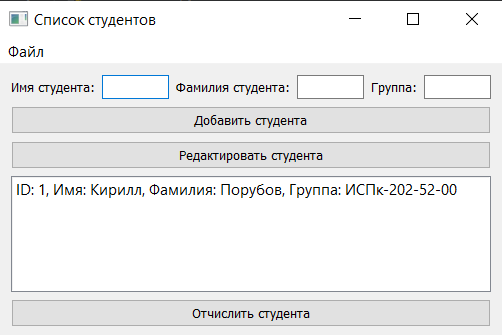 Список студентов
Файл
Имя студента: Фамилия студента: Группа:
Добавить студента
Редактировать студента
ID: 1, Имя: Кирилл, Фамилия: Порубов, Группа: ИСПк-202-52-00
Отчислить студента